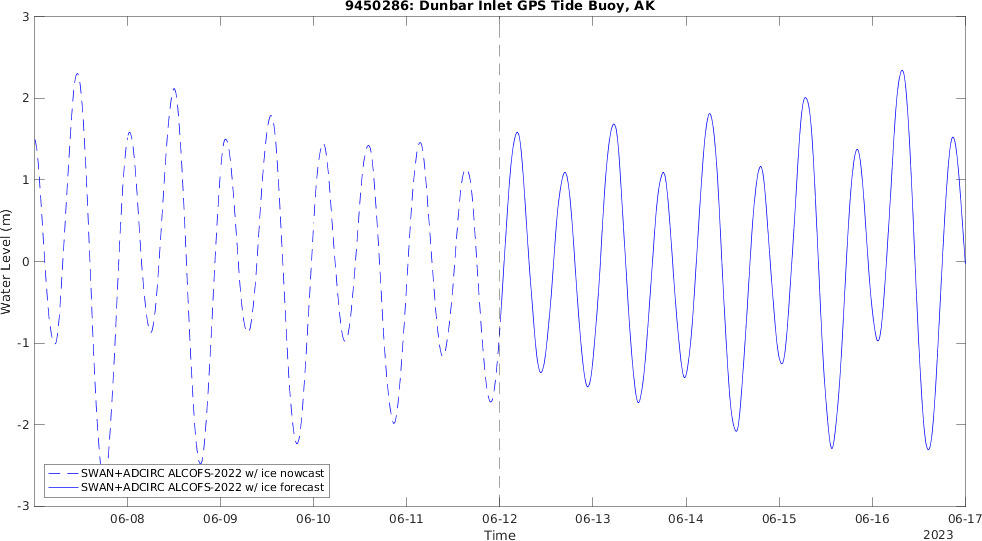 9450286: Dunbar Inlet GPS Tide Buoy, AK
3
2
1
0
-1
-2
-3
Water Level (m)
SWAN+ADCIRC ALCOFS-2022 w/ ice nowcast
SWAN+ADCIRC ALCOFS-2022 w/ ice forecast
06-08 06-09 06-10 06-11 06-12 06-13 06-14 06-15 06-16 06-17
Time
2023